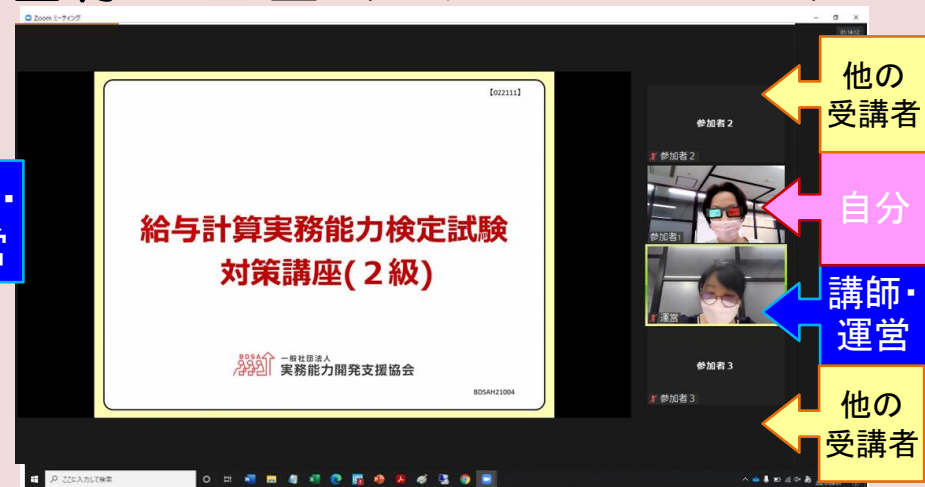 Zoom ミーティング
【022111】
給与計算実務能力検定試験
対策講座(２級)
BDSA
一般社団法人
実務能力開発支援協会
BDSAH21004
参加者２
参加者２
参加者1
運営
参加者３
参加者３
他の
受講者
自分
講師・
運営
他の
受講者
ここに入力して検索